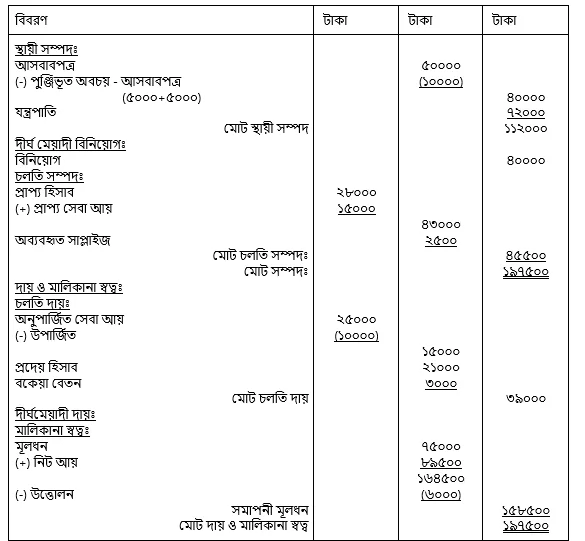 বিবরণ টাকা টাকা টাকা
স্থায়ী সম্পদঃ
আসবাবপত্র ৫০০০০
(-) পুঞ্জিভূত অবচয় - আসবাবপত্র (১০০০০)
(৫০০০+৫০০০) ৪০০০০
যন্ত্রপাতি ৭২০০০
মোট স্থায়ী সম্পদ ১১২০০০
দীর্ঘ মেয়াদী বিনিয়োগঃ
বিনিয়োগ ৪০০০০
চলতি সম্পদঃ
প্রাপ্য হিসাব ২৮০০০
(+) প্রাপ্য সেবা আয় ১৫০০০
৪৩০০০
অব্যবহৃত সাপ্লাইজ ২৫০০
মোট চলতি সম্পদঃ ৪৫৫০০
মোট সম্পদঃ ১৯৭৫০০
দায় ও মালিকানা স্বত্বঃ
চলতি দায়ঃ
অনুপার্জিত সেবা আয় ২৫০০০
(-) উপার্জিত (১০০০০)
১৫০০০
প্রদেয় হিসাব ২১০০০
বকেয়া বেতন ৩০০০
মোট চলতি দায় ৩৯০০০
দীর্ঘমেয়াদী দায়ঃ
মালিকানা স্বত্বঃ
মূলধন ৭৫০০০
(+) নিট আয় ৮৯৫০০
১৬৪৫০০
(-) উত্তোলন (৬০০০)
সমাপনী মূলধন ১৫৮৫০০
মোট দায় ও মালিকানা স্বত্ব ১৯৭৫০০